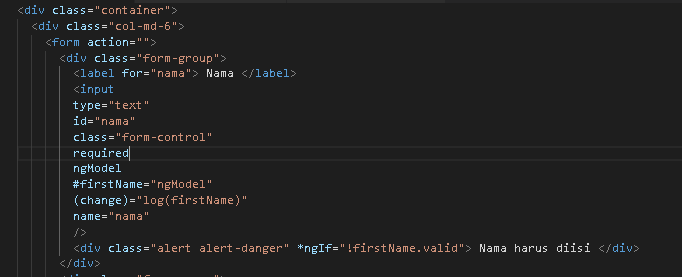 <div class="container">
<div class="col-md-6">
<form action="">
<div class="form-group">
<label for="nama"> Nama </label>
<input
type="text"
id="nama"
class="form-control"
required
ngModel
#firstName="ngModel"
(change)="log(firstName)"
name="nama"
/>
<div class="alert alert-danger" *ngIf="!firstName.valid"> Nama harus diisi </div>
</div>